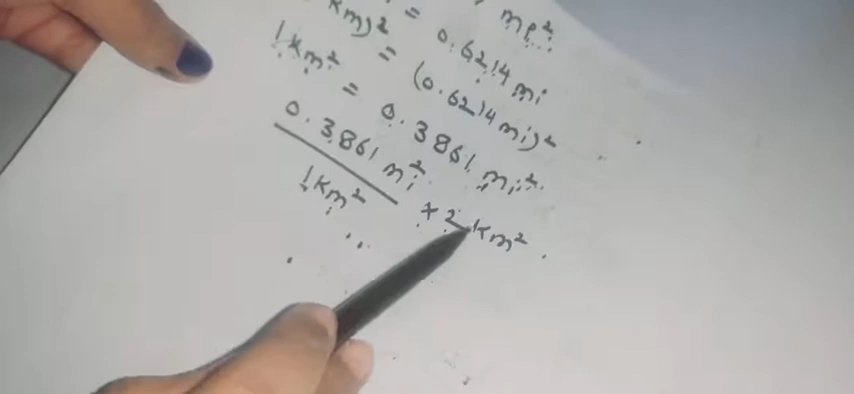 mi²
km)² = 0.6214 mi
1km² = (0.6214 mi)²
= 0.3861 mi²
0.3861 mi²
1km² × 2 km²